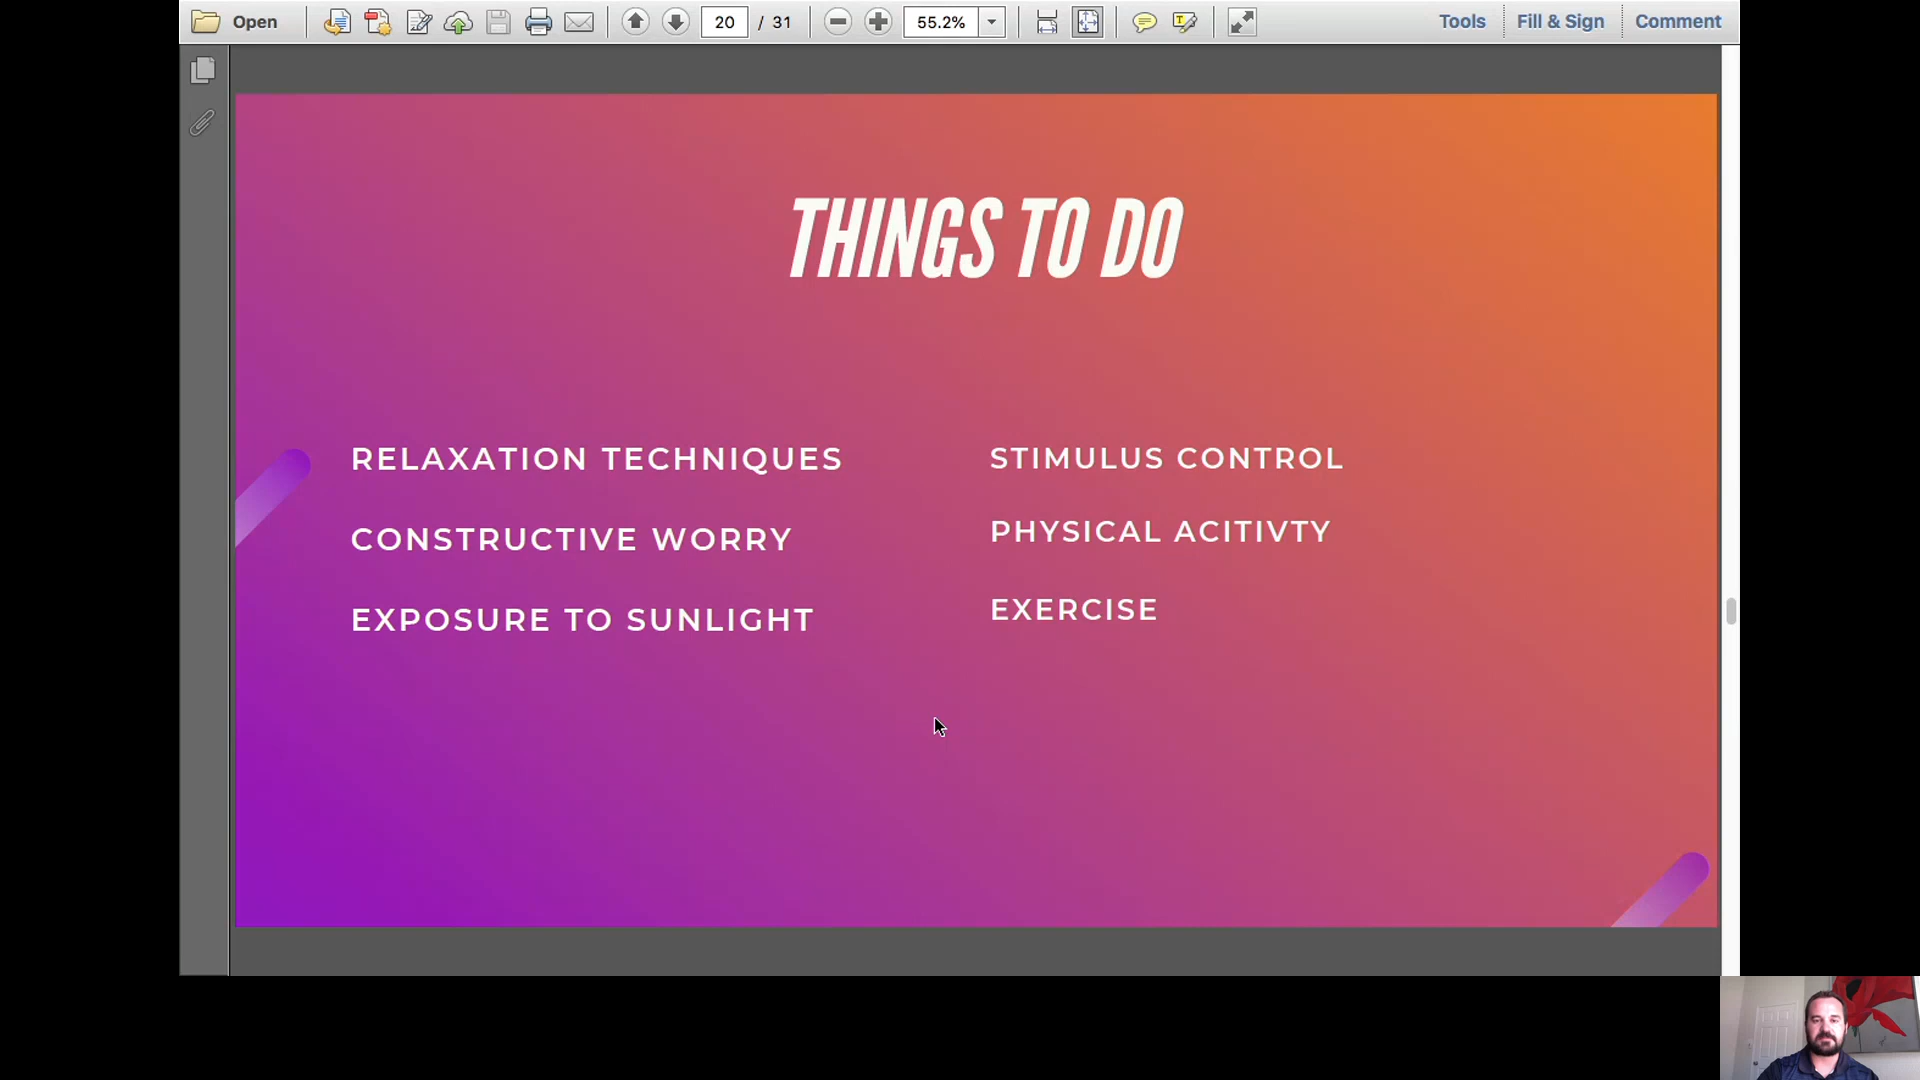 Open 20 / 31 55.2% Tools Fill & Sign Comment
THINGS TO DO
RELAXATION TECHNIQUES
CONSTRUCTIVE WORRY
EXPOSURE TO SUNLIGHT
STIMULUS CONTROL
PHYSICAL ACITIVTY
EXERCISE